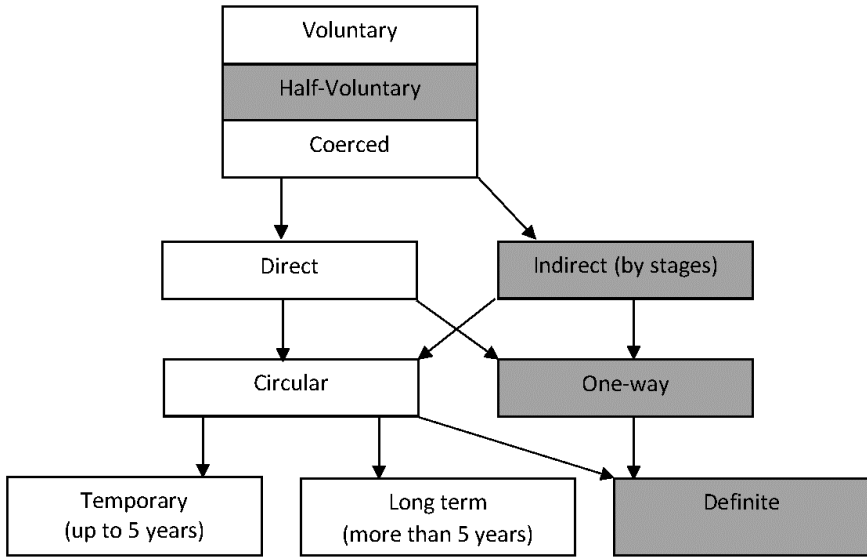 Voluntary
Half-Voluntary
Coerced
Direct
Indirect (by stages)
Circular
One-way
Temporary
(up to 5 years)
Long term
(more than 5 years)
Definite